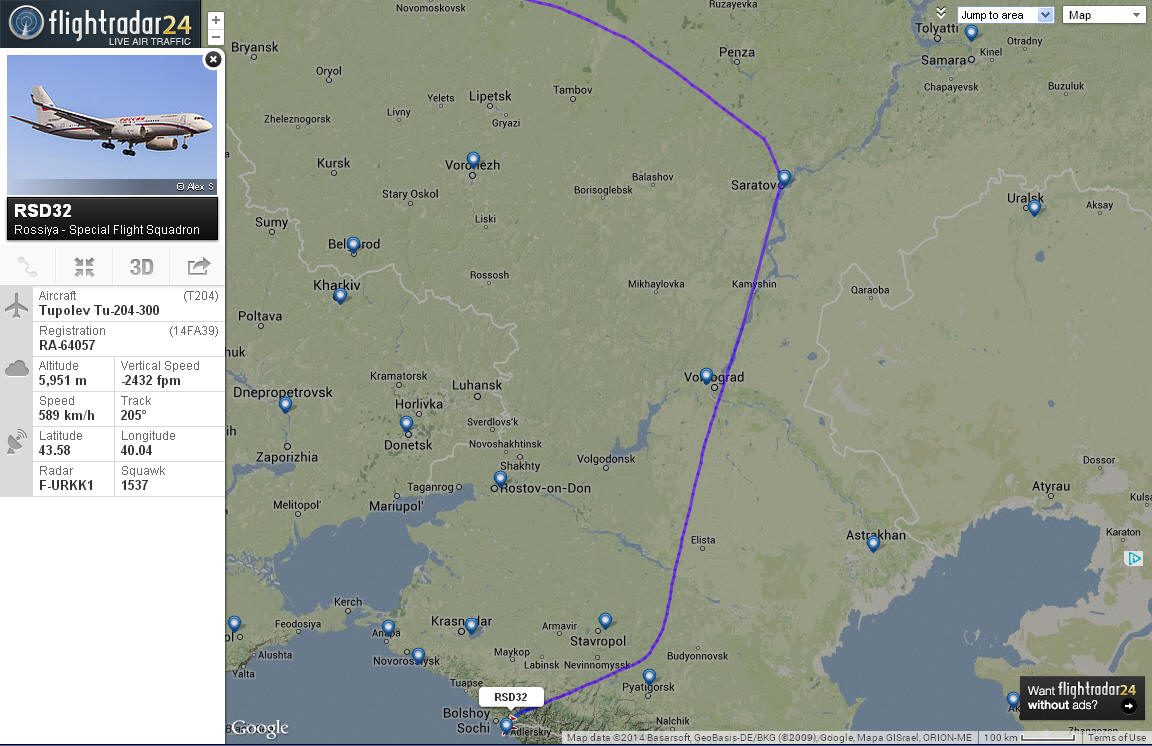 flightradar24
LIVE AIR TRAFFIC
+
−
Jump to area
Map
© Alex S
RSD32
Rossiya - Special Flight Squadron
3D
Aircraft (T204)
Tupolev Tu-204-300
Registration (14FA39)
RA-64057
Altitude Vertical Speed
5,951 m -2432 fpm
Speed Track
589 km/h 205°
Latitude Longitude
43.58 40.04
Radar Squawk
F-URKK1 1537
Novomoskovsk
Ruzayevka
Tolyatti
Otradny
Bryansk
Penza
Kinel
Samara
Oryol
Chapayevsk
Buzuluk
Tambov
Yelets
Lipetsk
Livny
Zheleznogorsk
Gryazi
Kursk
Voronezh
Balashov
Saratov
Stary Oskol
Borisoglebsk
Uralsk
Aksay
Sumy
Liski
Belgorod
Rossosh
Kharkiv
Mikhaylovka
Kamyshin
Qaraoba
Poltava
huk
Kramatorsk
Luhansk
Volgograd
Dnepropetrovsk
Horlivka
Sverdlovs'k
ih
Donetsk
Novoshakhtinsk
Zaporizhia
Shakhty
Volgodonsk
Dossor
Taganrog
Rostov-on-Don
Atyrau
Melitopol'
Mariupol'
Kulsa
Astrakhan
Karaton
Elista
Kerch
Feodosiya
Krasnodar
Armavir
Anapa
ol
Stavropol
Maykop
Alushta
Novorossiysk
Labinsk
Nevinnomyssk
Budyonnovsk
Yalta
Tuapse
Pyatigorsk
RSD32
Bolshoy
Sochi
Adlerskiy
Nalchik
Ak
Zhanaozen
Want flightradar24
without ads?
Google
Map data ©2014 Basarsoft, GeoBasis-DE/BKG (©2009), Google, Mapa GISrael, ORION-ME
100 km
Terms of Use